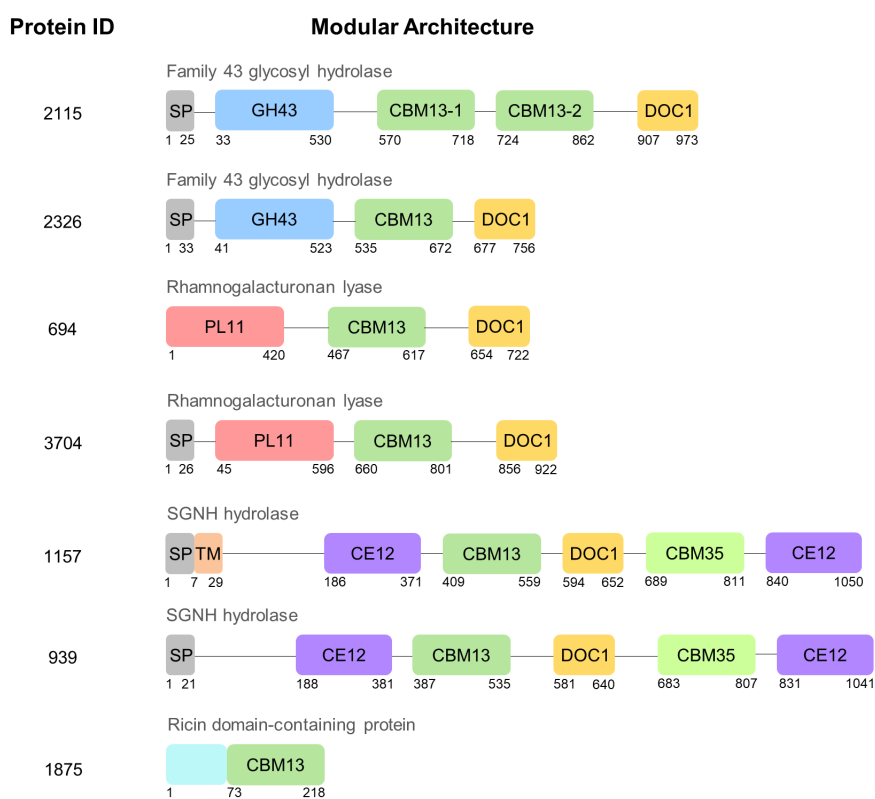 Protein ID Modular Architecture
Family 43 glycosyl hydrolase
2115 SP GH43 CBM13-1 CBM13-2 DOC1
1 25 33 530 570 718 724 862 907 973
Family 43 glycosyl hydrolase
2326 SP GH43 CBM13 DOC1
1 33 41 523 535 672 677 756
Rhamnogalacturonan lyase
694 PL11 CBM13 DOC1
1 420 467 617 654 722
Rhamnogalacturonan lyase
3704 SP PL11 CBM13 DOC1
1 26 45 596 660 801 856 922
SGNH hydrolase
1157 SP TM CE12 CBM13 DOC1 CBM35 CE12
1 7 29 186 371 409 559 594 652 689 811 840 1050
SGNH hydrolase
939 SP CE12 CBM13 DOC1 CBM35 CE12
1 21 188 381 387 535 581 640 683 807 831 1041
Ricin domain-containing protein
1875 CBM13
1 73 218